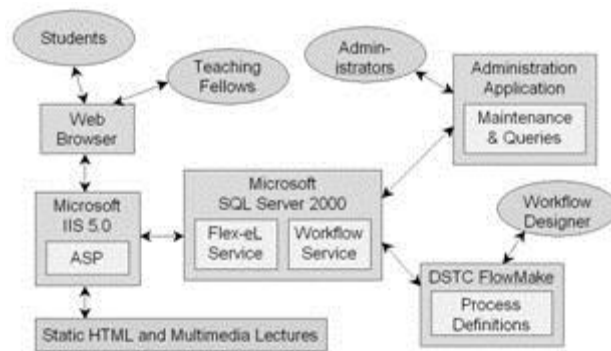 Students
Teaching
Fellows
Web
Browser
Microsoft
IIS 5.0
ASP
Static HTML and Multimedia Lectures
Microsoft
SQL Server 2000
Flex-eL
Service
Workflow
Service
Admin-
istrators
Administration
Application
Maintenance
& Queries
Workflow
Designer
DSTC FlowMake
Process
Definitions